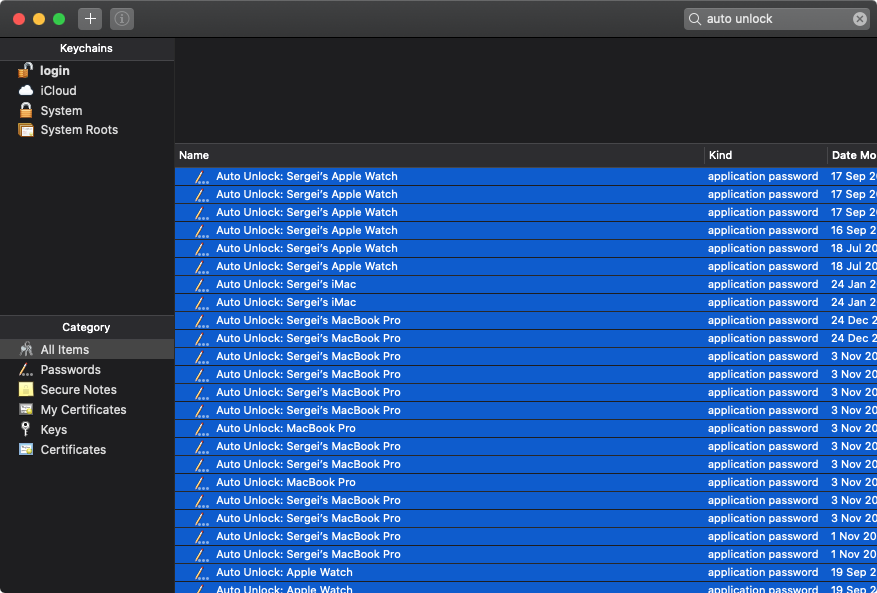 auto unlock
Keychains
login
iCloud
System
System Roots
Name Kind Date Mo
Auto Unlock: Sergei's Apple Watch application password 17 Sep 20
Auto Unlock: Sergei's Apple Watch application password 17 Sep 20
Auto Unlock: Sergei's Apple Watch application password 17 Sep 20
Auto Unlock: Sergei's Apple Watch application password 16 Sep 2
Auto Unlock: Sergei's Apple Watch application password 18 Jul 20
Auto Unlock: Sergei's Apple Watch application password 18 Jul 20
Auto Unlock: Sergei's iMac application password 24 Jan 2
Auto Unlock: Sergei's iMac application password 24 Jan 2
Auto Unlock: Sergei's MacBook Pro application password 24 Dec 2
Auto Unlock: Sergei's MacBook Pro application password 24 Dec 2
Auto Unlock: Sergei's MacBook Pro application password 3 Nov 20
Auto Unlock: Sergei's MacBook Pro application password 3 Nov 20
Auto Unlock: Sergei's MacBook Pro application password 3 Nov 20
Auto Unlock: Sergei's MacBook Pro application password 3 Nov 20
Auto Unlock: MacBook Pro application password 3 Nov 20
Auto Unlock: Sergei's MacBook Pro application password 3 Nov 20
Auto Unlock: Sergei's MacBook Pro application password 3 Nov 20
Auto Unlock: MacBook Pro application password 3 Nov 20
Auto Unlock: Sergei's MacBook Pro application password 3 Nov 20
Auto Unlock: Sergei's MacBook Pro application password 3 Nov 20
Auto Unlock: Sergei's MacBook Pro application password 1 Nov 20
Auto Unlock: Sergei's MacBook Pro application password 1 Nov 20
Auto Unlock: Apple Watch application password 19 Sep 2
Auto Unlock: Apple Watch application password 19 Sep 2
Category
All Items
Passwords
Secure Notes
My Certificates
Keys
Certificates